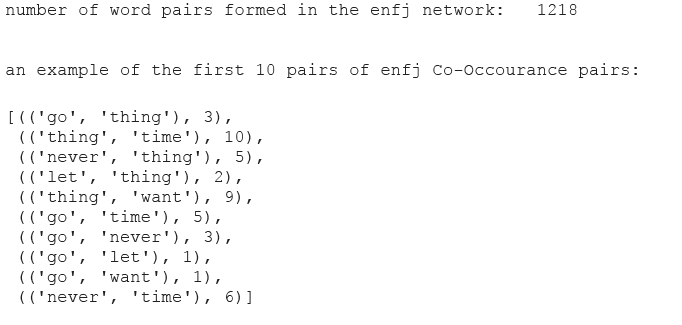 number of word pairs formed in the enfj network:   1218
an example of the first 10 pairs of enfj Co-Occourance pairs:
[(('go', 'thing'), 3),
 (('thing', 'time'), 10),
 (('never', 'thing'), 5),
 (('let', 'thing'), 2),
 (('thing', 'want'), 9),
 (('go', 'time'), 5),
 (('go', 'never'), 3),
 (('go', 'let'), 1),
 (('go', 'want'), 1),
 (('never', 'time'), 6)]